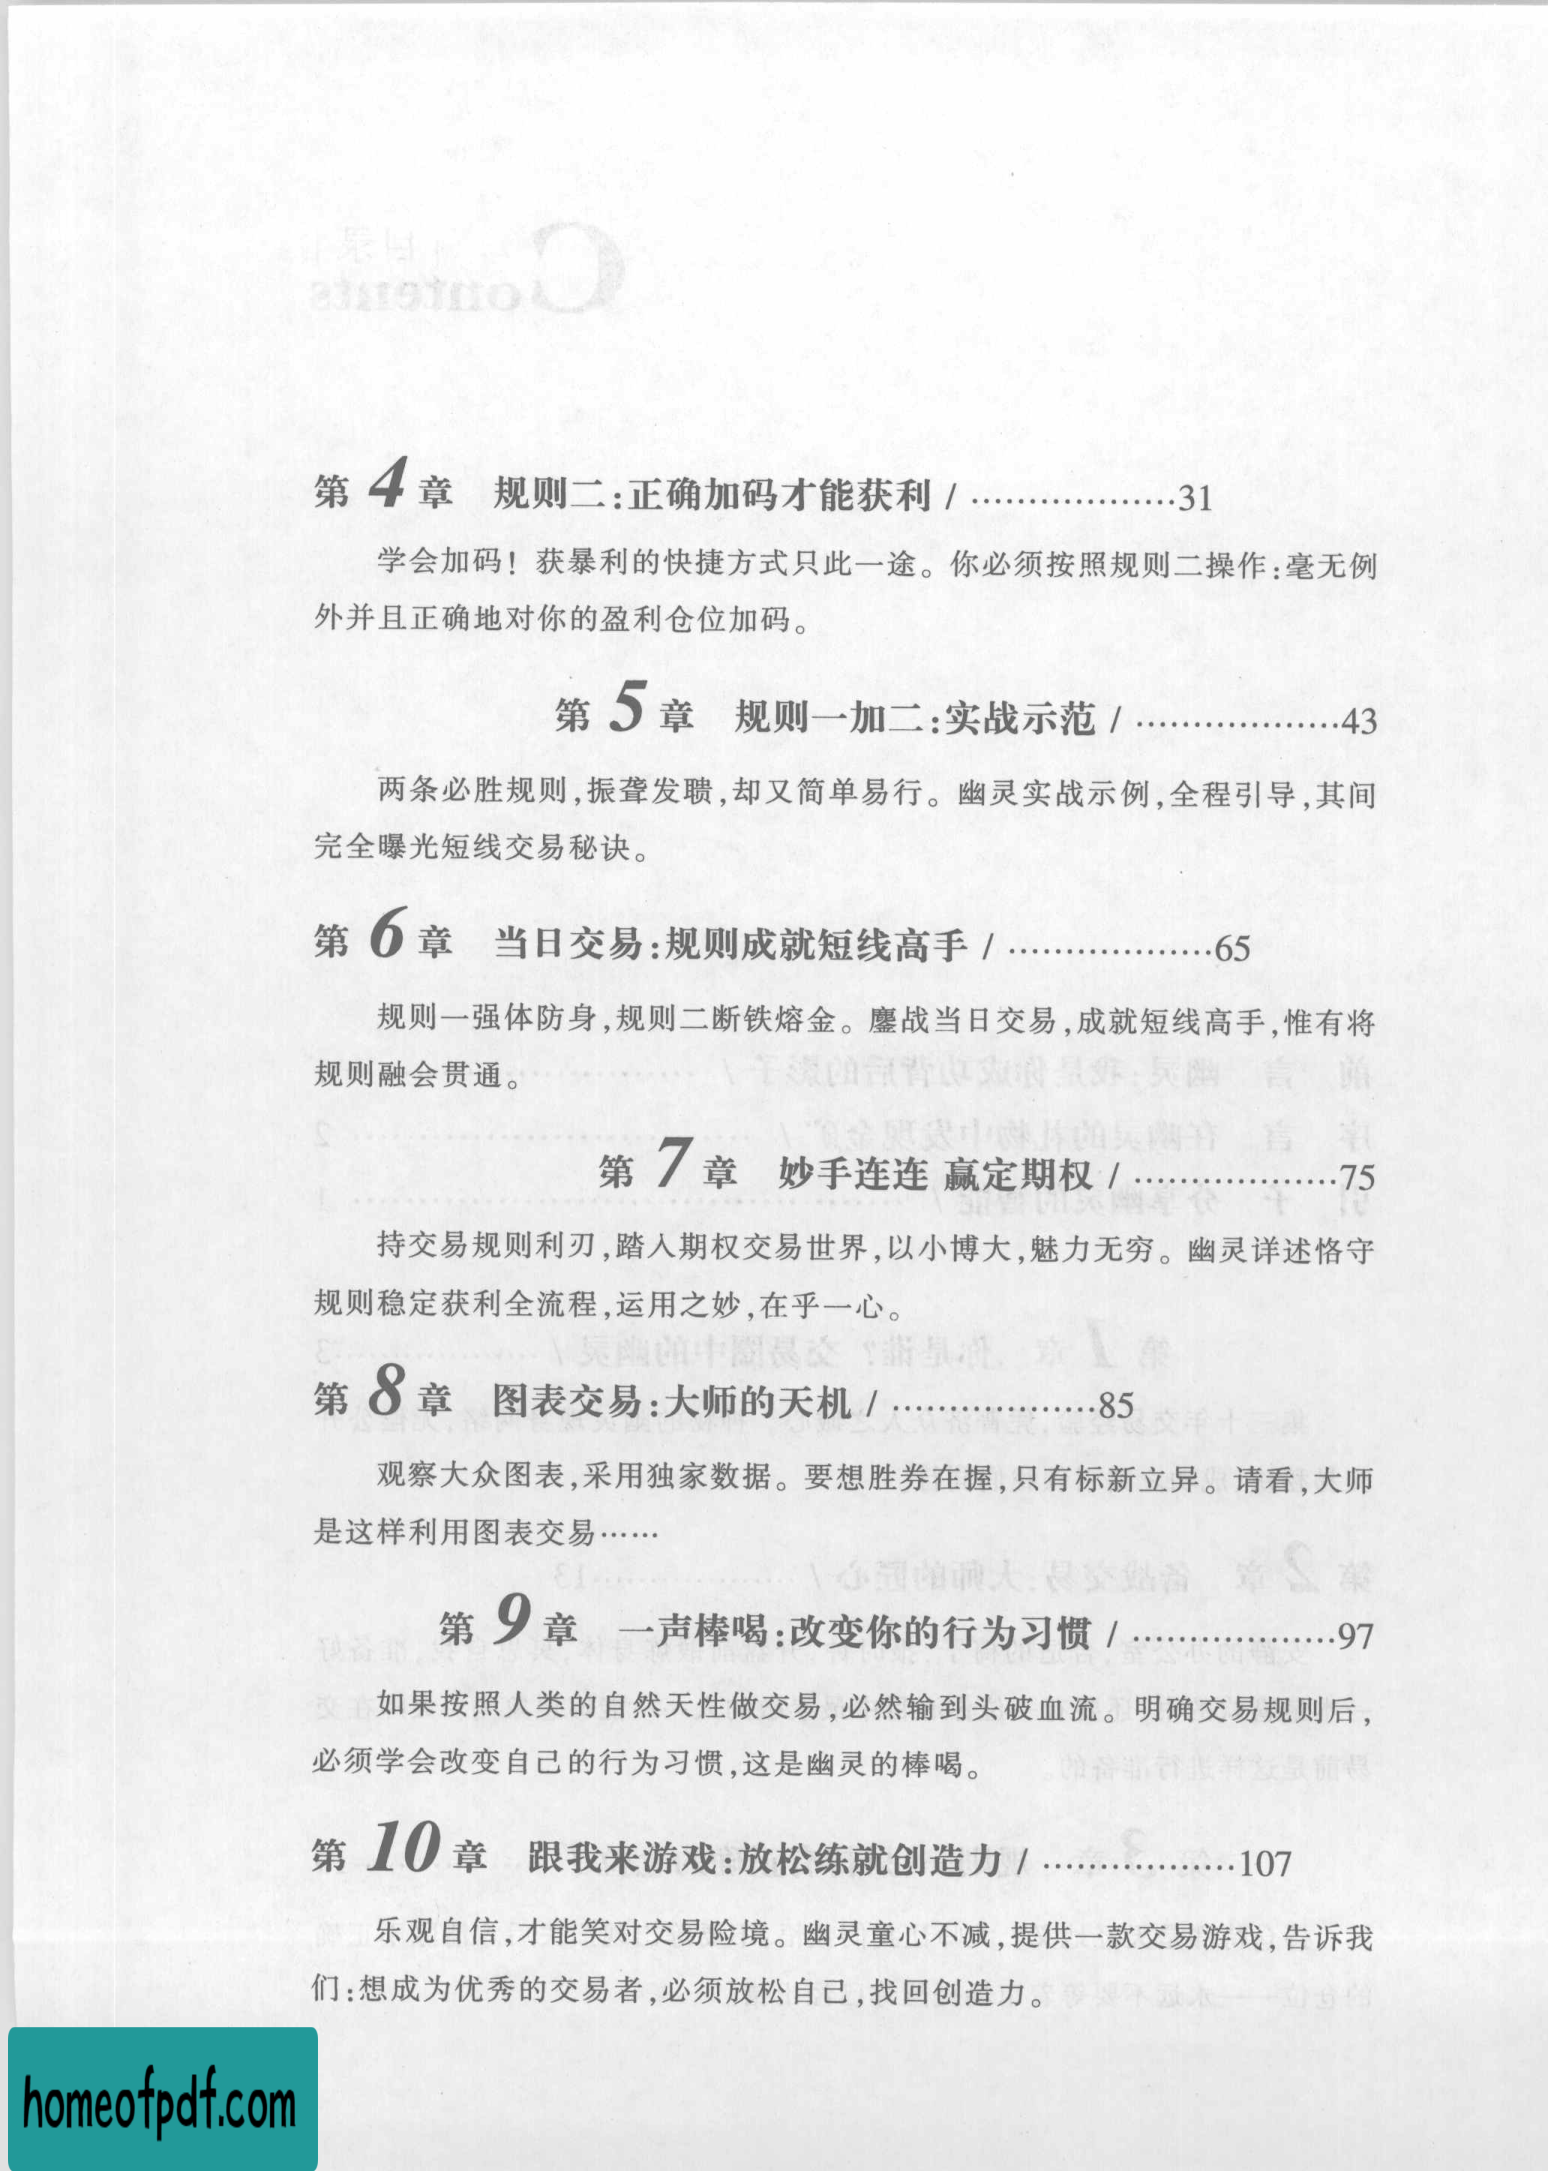 第4章 规则二:正确加码才能获利 / ··················31
学会加码！获暴利的快捷方式只此一途。你必须按照规则二操作:毫无例
外并且正确地对你的盈利仓位加码。
第5章 规则一加二:实战示范 / ··················43
两条必胜规则,振聋发聩,却又简单易行。幽灵实战示例,全程引导,其间
完全曝光短线交易秘诀。
第6章 当日交易:规则成就短线高手 / ··················65
规则一强体防身,规则二断铁熔金。鏖战当日交易,成就短线高手,惟有将
规则融会贯通。
第7章 妙手连连 赢定期权 / ··················75
持交易规则利刃,踏入期权交易世界,以小博大,魅力无穷。幽灵详述恪守
规则稳定获利全流程,运用之妙,在乎一心。
第8章 图表交易:大师的天机 / ··················85
观察大众图表,采用独家数据。要想胜券在握,只有标新立异。请看,大师
是这样利用图表交易……
第9章 一声棒喝:改变你的行为习惯 / ··················97
如果按照人类的自然天性做交易,必然输到头破血流。明确交易规则后,
必须学会改变自己的行为习惯,这是幽灵的棒喝。
第10章 跟我来游戏:放松练就创造力 / ·················107
乐观自信,才能笑对交易险境。幽灵童心不减,提供一款交易游戏,告诉我
们:想成为优秀的交易者,必须放松自己,找回创造力。
homeofpdf.com